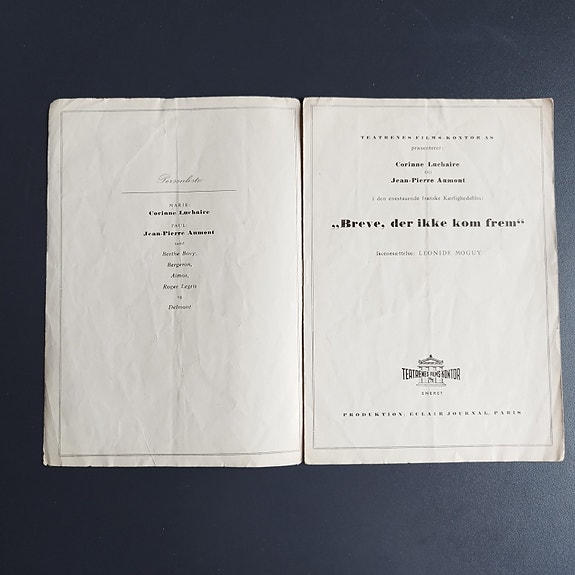 Personliste
MARIE:
Corinne Luchaire
PAUL:
Jean-Pierre Aumont
samt
Berthe Bovy,
Bergeron,
Aimos,
Roger Legris
og
Delmont
TEATRENES FILMS-KONTOR AS
præsenterer:
Corinne Luchaire
og
Jean-Pierre Aumont
i den enestaaende franske Kærlighedsfilm:
„Breve, der ikke kom frem“
Iscenesættelse: LEONIDE MOGUY
TEATRENES FILMS-KONTOR
ENERET
PRODUKTION: ECLAIR JOURNAL, PARIS